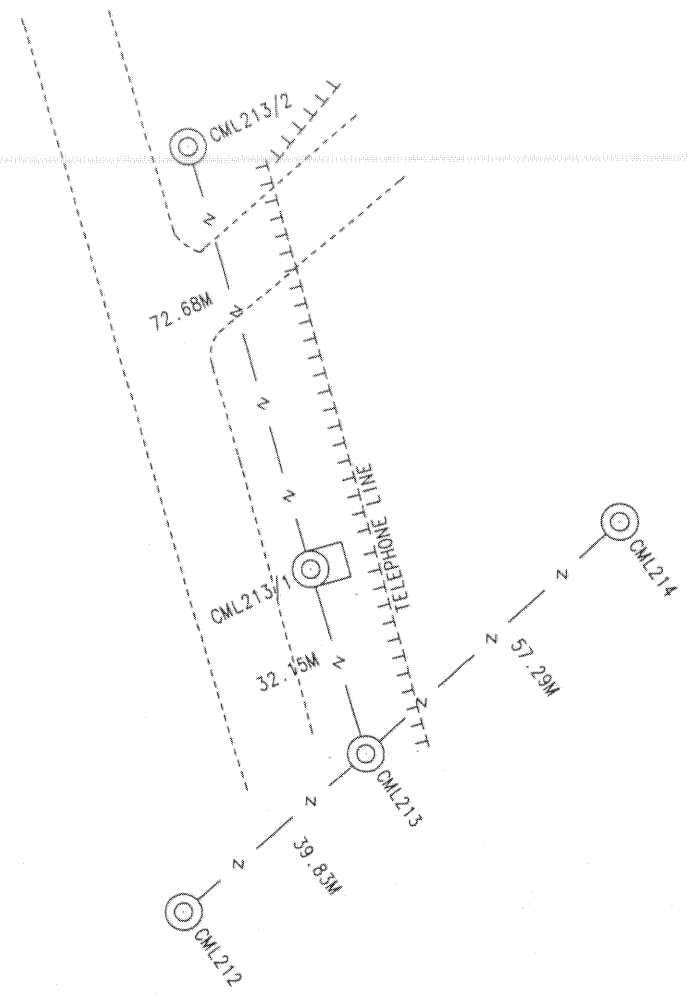 CML213/2
72.68M
TELEPHONE LINE
CML213/1
CML214
32.15M
57.29M
CML213
39.83M
CML212